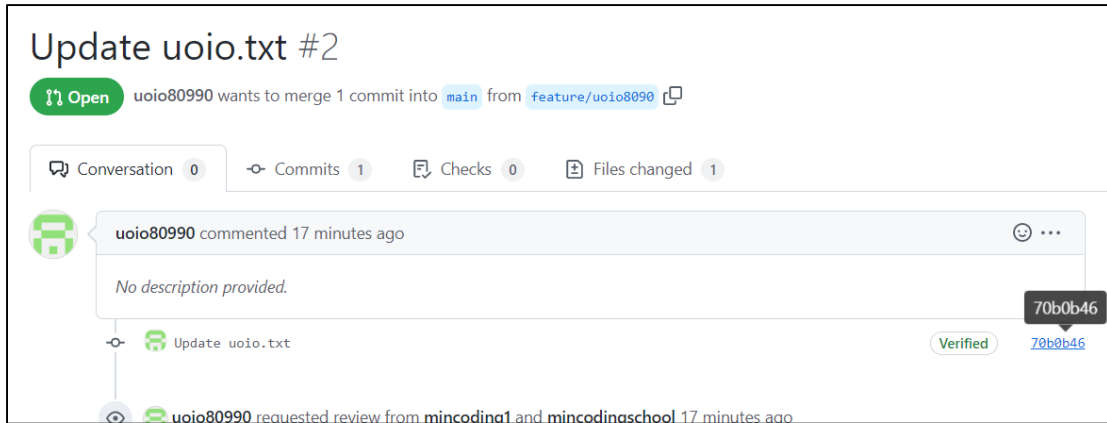 Update uoio.txt #2
Open uoio80990 wants to merge 1 commit into main from feature/uoio8090
Conversation 0 Commits 1 Checks 0 Files changed 1
uoio80990 commented 17 minutes ago
No description provided.
70b0b46
Update uoio.txt Verified 70b0b46
uoio80990 requested review from mincoding1 and mincodingschool 17 minutes ago